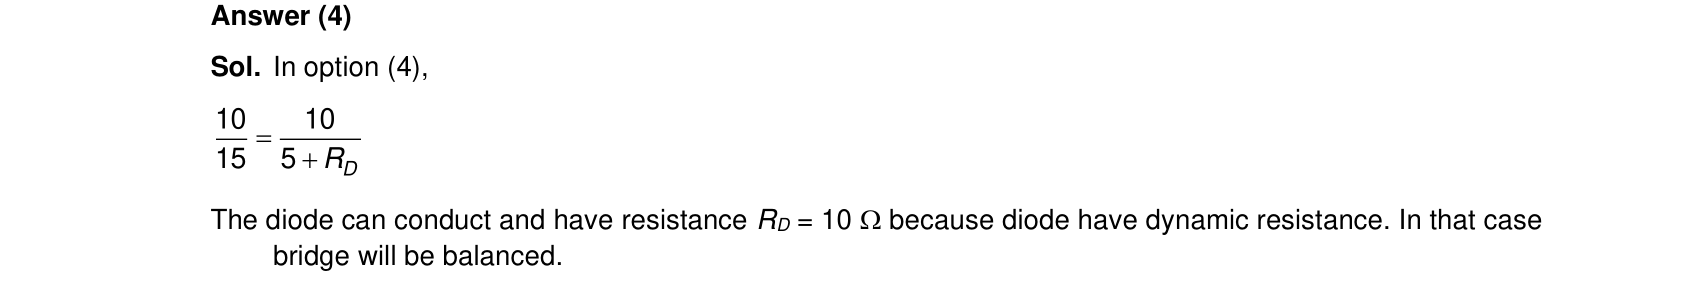 Answer (4)
Sol. In option (4),
10/15 = 10/(5 + R_D)
The diode can conduct and have resistance R_D = 10 Ω because diode have dynamic resistance. In that case
bridge will be balanced.